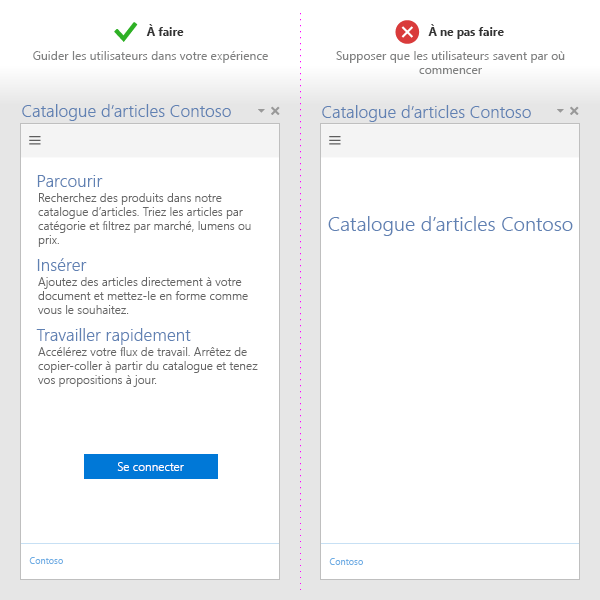 À faire
Guider les utilisateurs dans votre expérience
Catalogue d'articles Contoso
Parcourir
Recherchez des produits dans notre
catalogue d'articles. Triez les articles par
catégorie et filtrez par marché, lumens ou
prix.
Insérer
Ajoutez des articles directement à votre
document et mettez-le en forme comme
vous le souhaitez.
Travailler rapidement
Accélérez votre flux de travail. Arrêtez de
copier-coller à partir du catalogue et tenez
vos propositions à jour.
Se connecter
Contoso
À ne pas faire
Supposer que les utilisateurs savent par où
commencer
Catalogue d'articles Contoso
Catalogue d'articles Contoso
Contoso